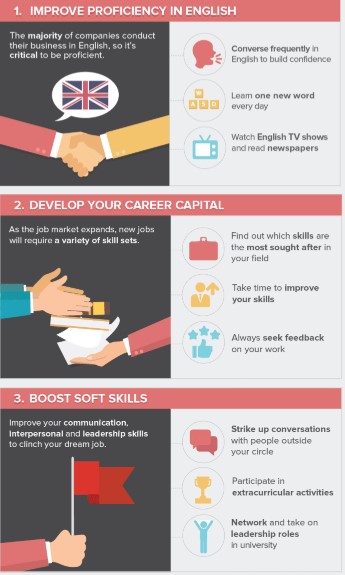 1. IMPROVE PROFICIENCY IN ENGLISH
The majority of companies conduct
their business in English, so it's
critical to be proficient.
Converse frequently in
English to build confidence
W
A S D
Learn one new word
every day
Watch English TV shows
and read newspapers
2. DEVELOP YOUR CAREER CAPITAL
As the job market expands, new jobs
will require a variety of skill sets.
Find out which skills are
the most sought after in
your field
Take time to improve
your skills
Always seek feedback
on your work
3. BOOST SOFT SKILLS
Improve your communication,
interpersonal and leadership skills
to clinch your dream job.
Strike up conversations
with people outside
your circle
Participate in
extracurricular activities
Network and take on
leadership roles
in university